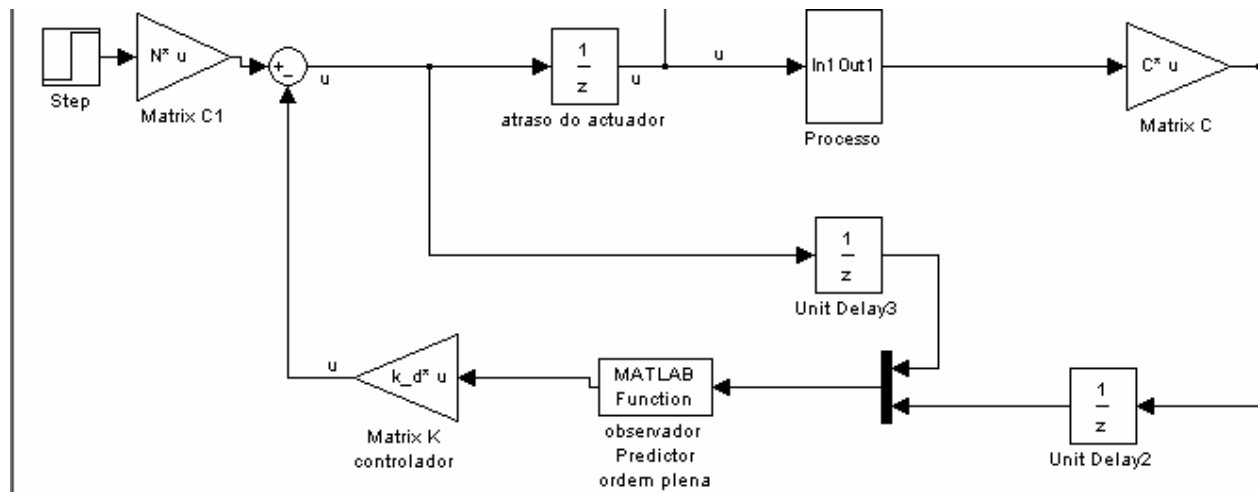 Step
N* u
Matrix C1
+
-
u
1
z
u
atraso do actuador
u
In1 Out1
Processo
C* u
Matrix C
1
z
Unit Delay3
u
k_d* u
Matrix K
controlador
MATLAB
Function
observador
Predictor
ordem plena
1
z
Unit Delay2